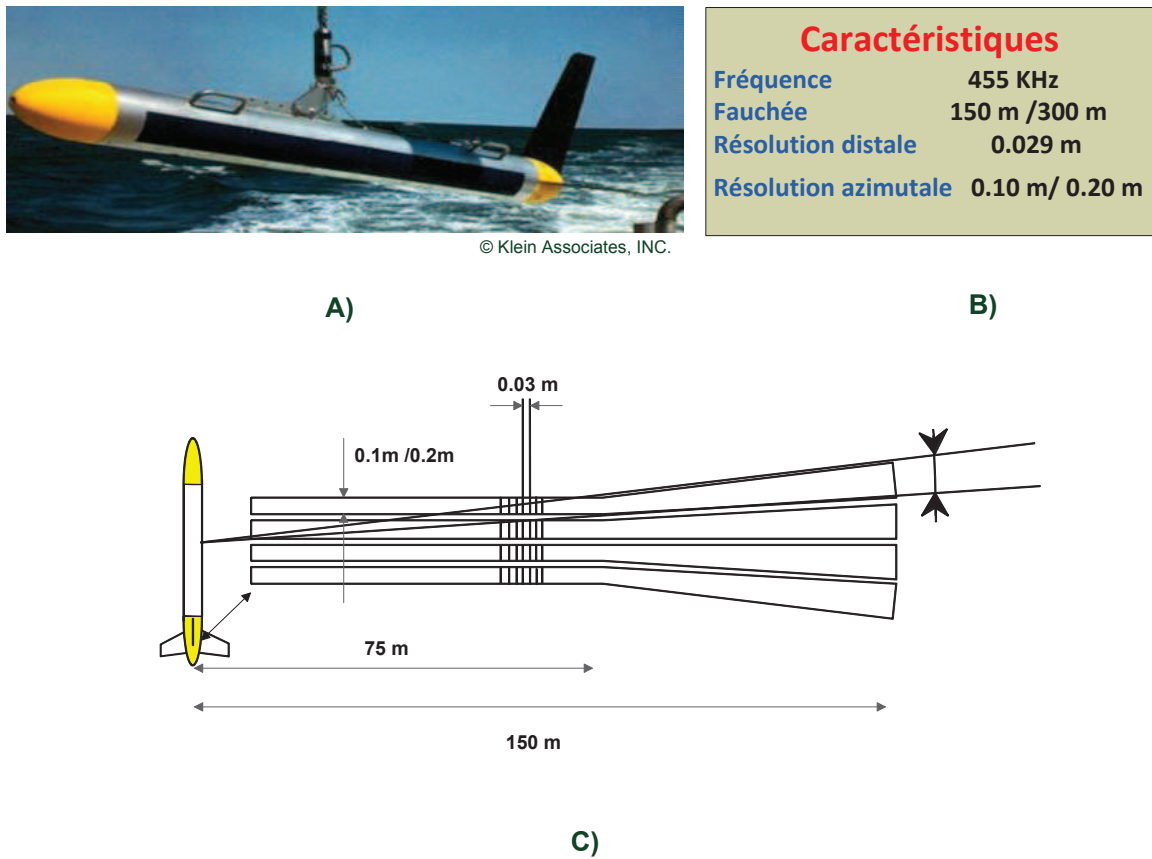 Caractéristiques
Fréquence 455 KHz
Fauchée 150 m /300 m
Résolution distale 0.029 m
Résolution azimutale 0.10 m/ 0.20 m
© Klein Associates, INC.
A)
B)
0.03 m
0.1m /0.2m
75 m
150 m
C)